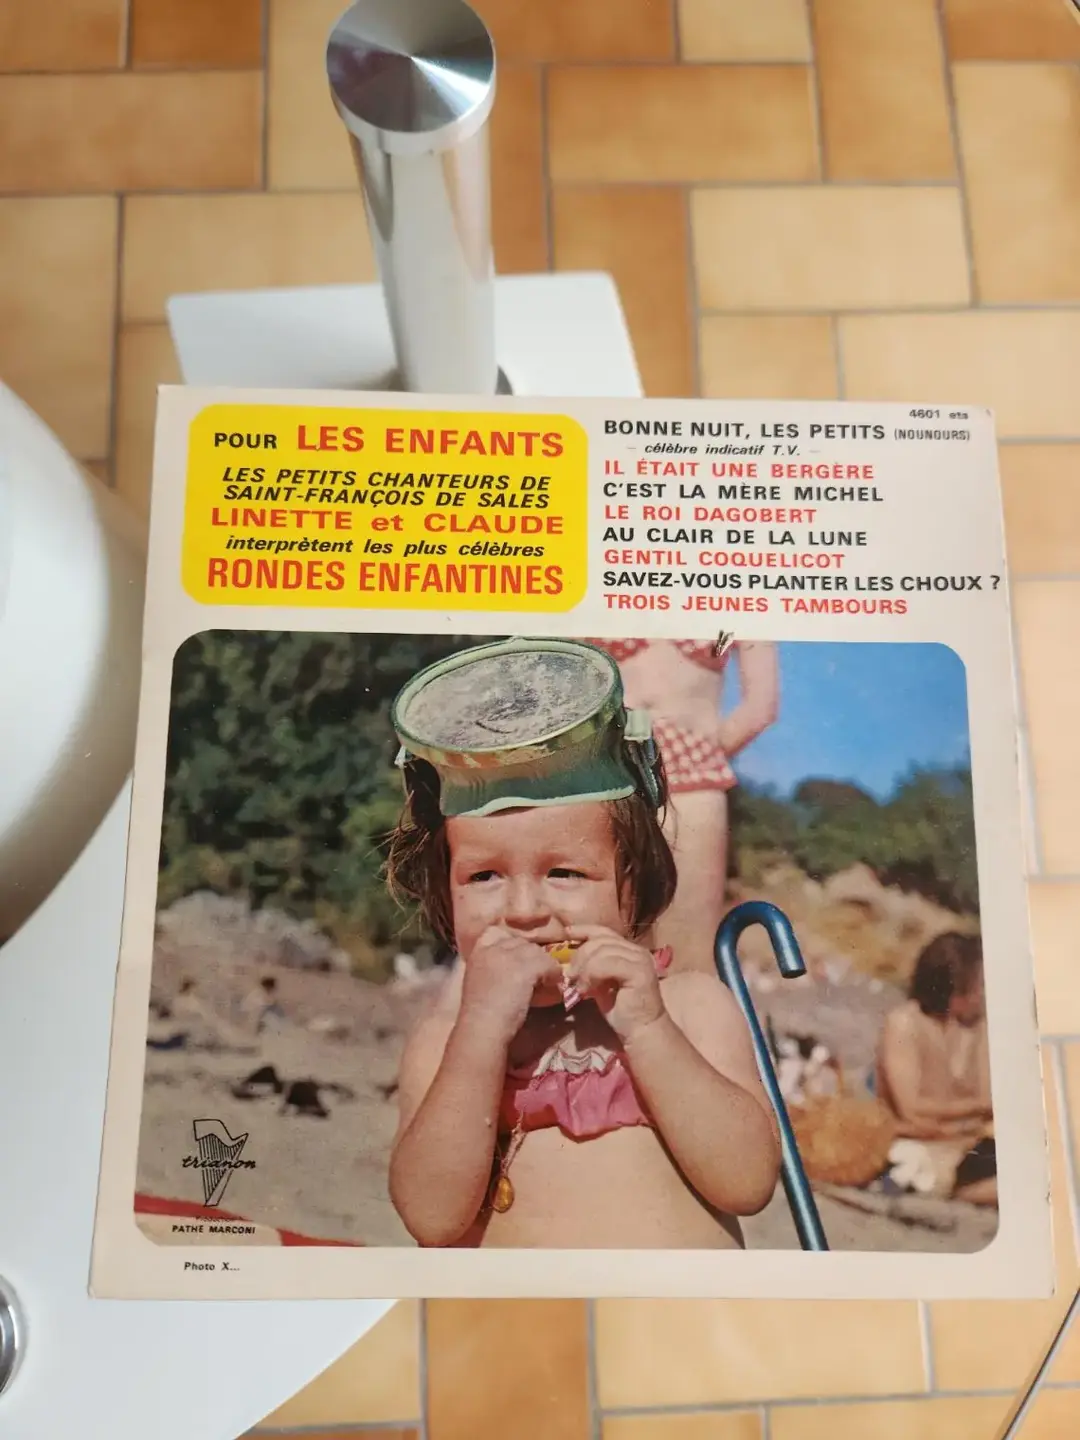 POUR LES ENFANTS
LES PETITS CHANTEURS DE
SAINT-FRANÇOIS DE SALES
LINETTE et CLAUDE
interprètent les plus célèbres
RONDES ENFANTINES
4601 ets
BONNE NUIT, LES PETITS (NOUNOURS)
– célèbre indicatif T.V. –
IL ÉTAIT UNE BERGÈRE
C'EST LA MÈRE MICHEL
LE ROI DAGOBERT
AU CLAIR DE LA LUNE
GENTIL COQUELICOT
SAVEZ-VOUS PLANTER LES CHOUX ?
TROIS JEUNES TAMBOURS
trianon
PATHÉ MARCONI
Photo X...